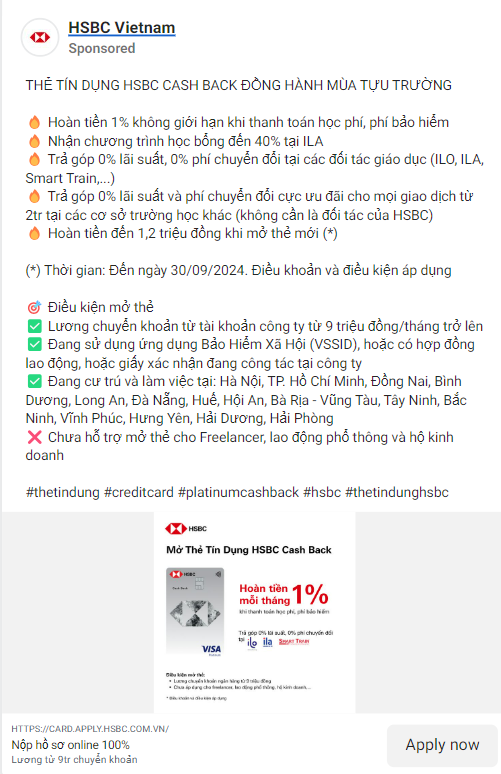 HSBC Vietnam
Sponsored
THẺ TÍN DỤNG HSBC CASH BACK ĐỒNG HÀNH MÙA TỰU TRƯỜNG
🔥 Hoàn tiền 1% không giới hạn khi thanh toán học phí, phí bảo hiểm
🔥 Nhận chương trình học bổng đến 40% tại ILA
🔥 Trả góp 0% lãi suất, 0% phí chuyển đổi tại các đối tác giáo dục (ILO, ILA,
Smart Train,...)
🔥 Trả góp 0% lãi suất và phí chuyển đổi cực ưu đãi cho mọi giao dịch từ
2tr tại các cơ sở trường học khác (không cần là đối tác của HSBC)
🔥 Hoàn tiền đến 1,2 triệu đồng khi mở thẻ mới (*)
(*) Thời gian: Đến ngày 30/09/2024. Điều khoản và điều kiện áp dụng
🎯 Điều kiện mở thẻ
✅ Lương chuyển khoản từ tài khoản công ty từ 9 triệu đồng/tháng trở lên
✅ Đang sử dụng ứng dụng Bảo Hiểm Xã Hội (VSSID), hoặc có hợp đồng
lao động, hoặc giấy xác nhận đang công tác tại công ty
✅ Đang cư trú và làm việc tại: Hà Nội, TP. Hồ Chí Minh, Đồng Nai, Bình
Dương, Long An, Đà Nẵng, Huế, Hội An, Bà Rịa - Vũng Tàu, Tây Ninh, Bắc
Ninh, Vĩnh Phúc, Hưng Yên, Hải Dương, Hải Phòng
❌ Chưa hỗ trợ mở thẻ cho Freelancer, lao động phổ thông và hộ kinh
doanh
#thetindung #creditcard #platinumcashback #hsbc #thetindunghsbc
HSBC
Mở Thẻ Tín Dụng HSBC Cash Back
HSBC
Cash Back
VISA
Hoàn tiền
mỗi tháng 1%
khi thanh toán học phí, phí bảo hiểm
Trả góp 0% lãi suất, 0% phí chuyển đổi
tại ilo ila SMART TRAIN
Điều kiện mở thẻ:
• Lương chuyển khoản ngân hàng từ 9 triệu đồng
• Chưa áp dụng cho freelancer, lao động phổ thông, hộ kinh doanh,...
* Điều khoản và điều kiện áp dụng
HTTPS://CARD.APPLY.HSBC.COM.VN/
Nộp hồ sơ online 100%
Lương từ 9tr chuyển khoản
Apply now